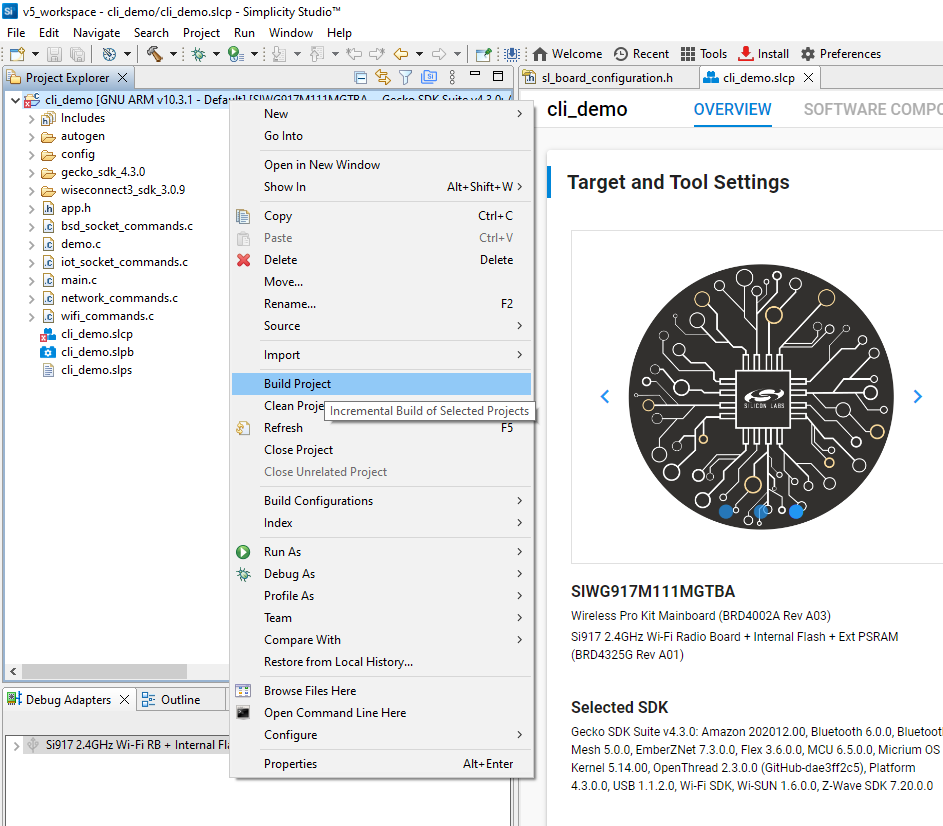 v5_workspace - cli_demo/cli_demo.slcp - Simplicity Studio™
File Edit Navigate Search Project Run Window Help
Welcome Recent Tools Install Preferences
Project Explorer
cli_demo [GNU ARM v10.3.1 - Default] [SIWG917M111MGTBA - Gecko SDK Suite v4.3.0:
Includes
autogen
config
gecko_sdk_4.3.0
wiseconnect3_sdk_3.0.9
app.h
bsd_socket_commands.c
demo.c
iot_socket_commands.c
main.c
network_commands.c
wifi_commands.c
cli_demo.slcp
cli_demo.slpb
cli_demo.slps
New
Go Into
Open in New Window
Show In Alt+Shift+W
Copy Ctrl+C
Paste Ctrl+V
Delete Delete
Move...
Rename... F2
Source
Import
Build Project
Clean Proje
Incremental Build of Selected Projects
Refresh F5
Close Project
Close Unrelated Project
Build Configurations
Index
Run As
Debug As
Profile As
Team
Compare With
Restore from Local History...
Browse Files Here
Open Command Line Here
Configure
Properties Alt+Enter
Debug Adapters Outline
Si917 2.4GHz Wi-Fi RB + Internal Fla
sl_board_configuration.h cli_demo.slcp
cli_demo OVERVIEW SOFTWARE COMPO
Target and Tool Settings
SILICON LABS
SIWG917M111MGTBA
Wireless Pro Kit Mainboard (BRD4002A Rev A03)
Si917 2.4GHz Wi-Fi Radio Board + Internal Flash + Ext PSRAM
(BRD4325G Rev A01)
Selected SDK
Gecko SDK Suite v4.3.0: Amazon 202012.00, Bluetooth 6.0.0, Bluetoot
Mesh 5.0.0, EmberZNet 7.3.0.0, Flex 3.6.0.0, MCU 6.5.0.0, Micrium OS
Kernel 5.14.00, OpenThread 2.3.0.0 (GitHub-dae3ff2c5), Platform
4.3.0.0, USB 1.1.2.0, Wi-Fi SDK, Wi-SUN 1.6.0.0, Z-Wave SDK 7.20.0.0